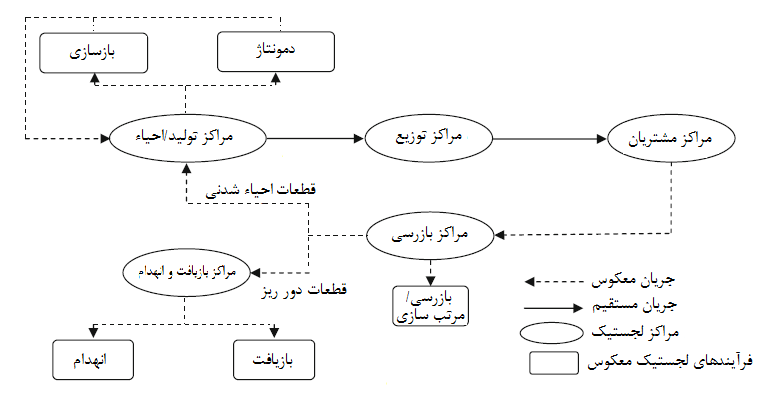 دمونتاژ
بازسازی
مراکز مشتریان
مراکز توزیع
مراکز تولید/احیاء
قطعات احیاء شدنی
مراکز بازرسی
مراکز بازیافت و انهدام
قطعات دور ریز
بازرسی/
مرتب سازی
بازیافت
انهدام
جریان معکوس
جریان مستقیم
مراکز لجستیک
فرآیندهای لجستیک معکوس